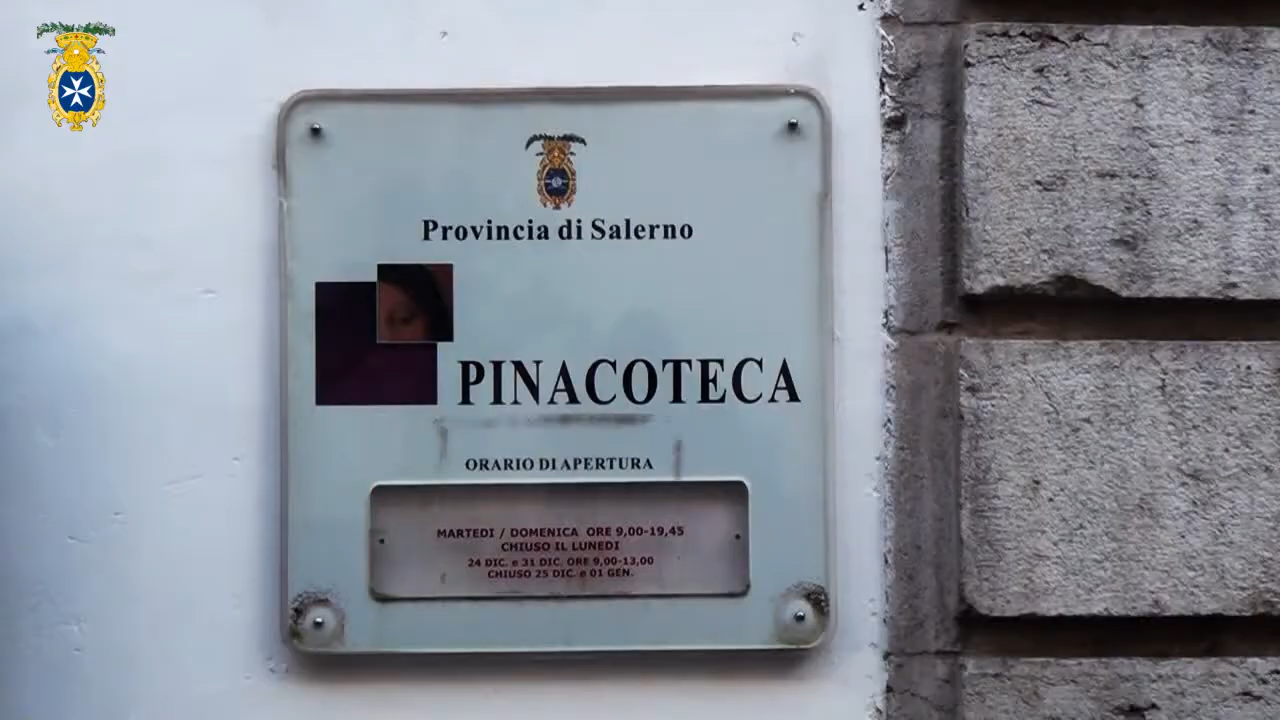 Provincia di Salerno
PINACOTECA
ORARIO DI APERTURA
MARTEDI / DOMENICA ORE 9,00-19,45
CHIUSO IL LUNEDI
24 DIC. e 31 DIC. ORE 9,00-13,00
CHIUSO 25 DIC. e 01 GEN.